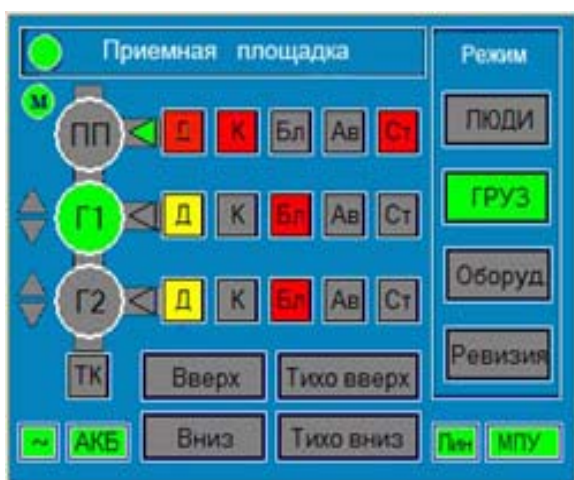 Приемная площадка
Режим
М
ПП Д К Бл Ав Ст
ЛЮДИ
Г1 Д К Бл Ав Ст
ГРУЗ
Г2 Д К Бл Ав Ст
Оборуд.
ТК Вверх Тихо вверх
Ревизия
~ АКБ Вниз Тихо вниз Пин МПУ